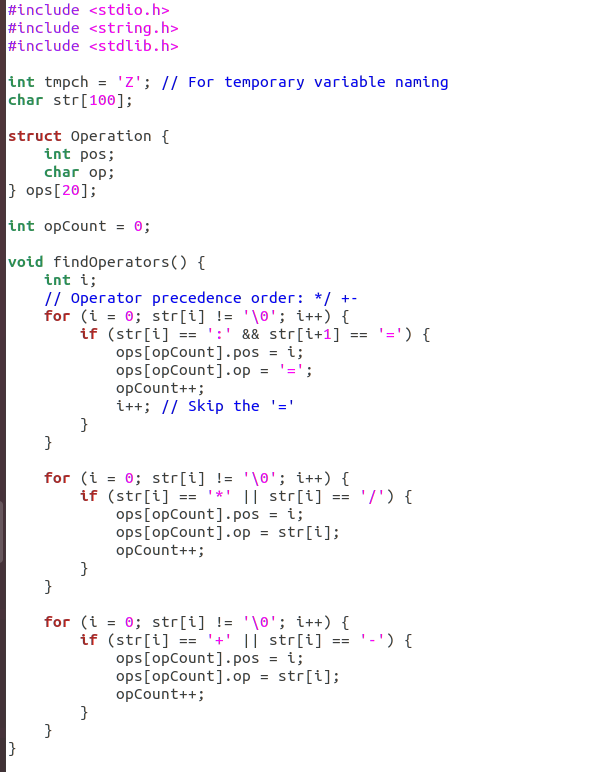 #include <stdio.h>
#include <string.h>
#include <stdlib.h>

int tmpch = 'Z'; // For temporary variable naming
char str[100];

struct Operation {
    int pos;
    char op;
} ops[20];

int opCount = 0;

void findOperators() {
    int i;
    // Operator precedence order: */ +-
    for (i = 0; str[i] != '\0'; i++) {
        if (str[i] == ':' && str[i+1] == '=') {
            ops[opCount].pos = i;
            ops[opCount].op = '=';
            opCount++;
            i++; // Skip the '='
        }
    }

    for (i = 0; str[i] != '\0'; i++) {
        if (str[i] == '*' || str[i] == '/') {
            ops[opCount].pos = i;
            ops[opCount].op = str[i];
            opCount++;
        }
    }

    for (i = 0; str[i] != '\0'; i++) {
        if (str[i] == '+' || str[i] == '-') {
            ops[opCount].pos = i;
            ops[opCount].op = str[i];
            opCount++;
        }
    }
}